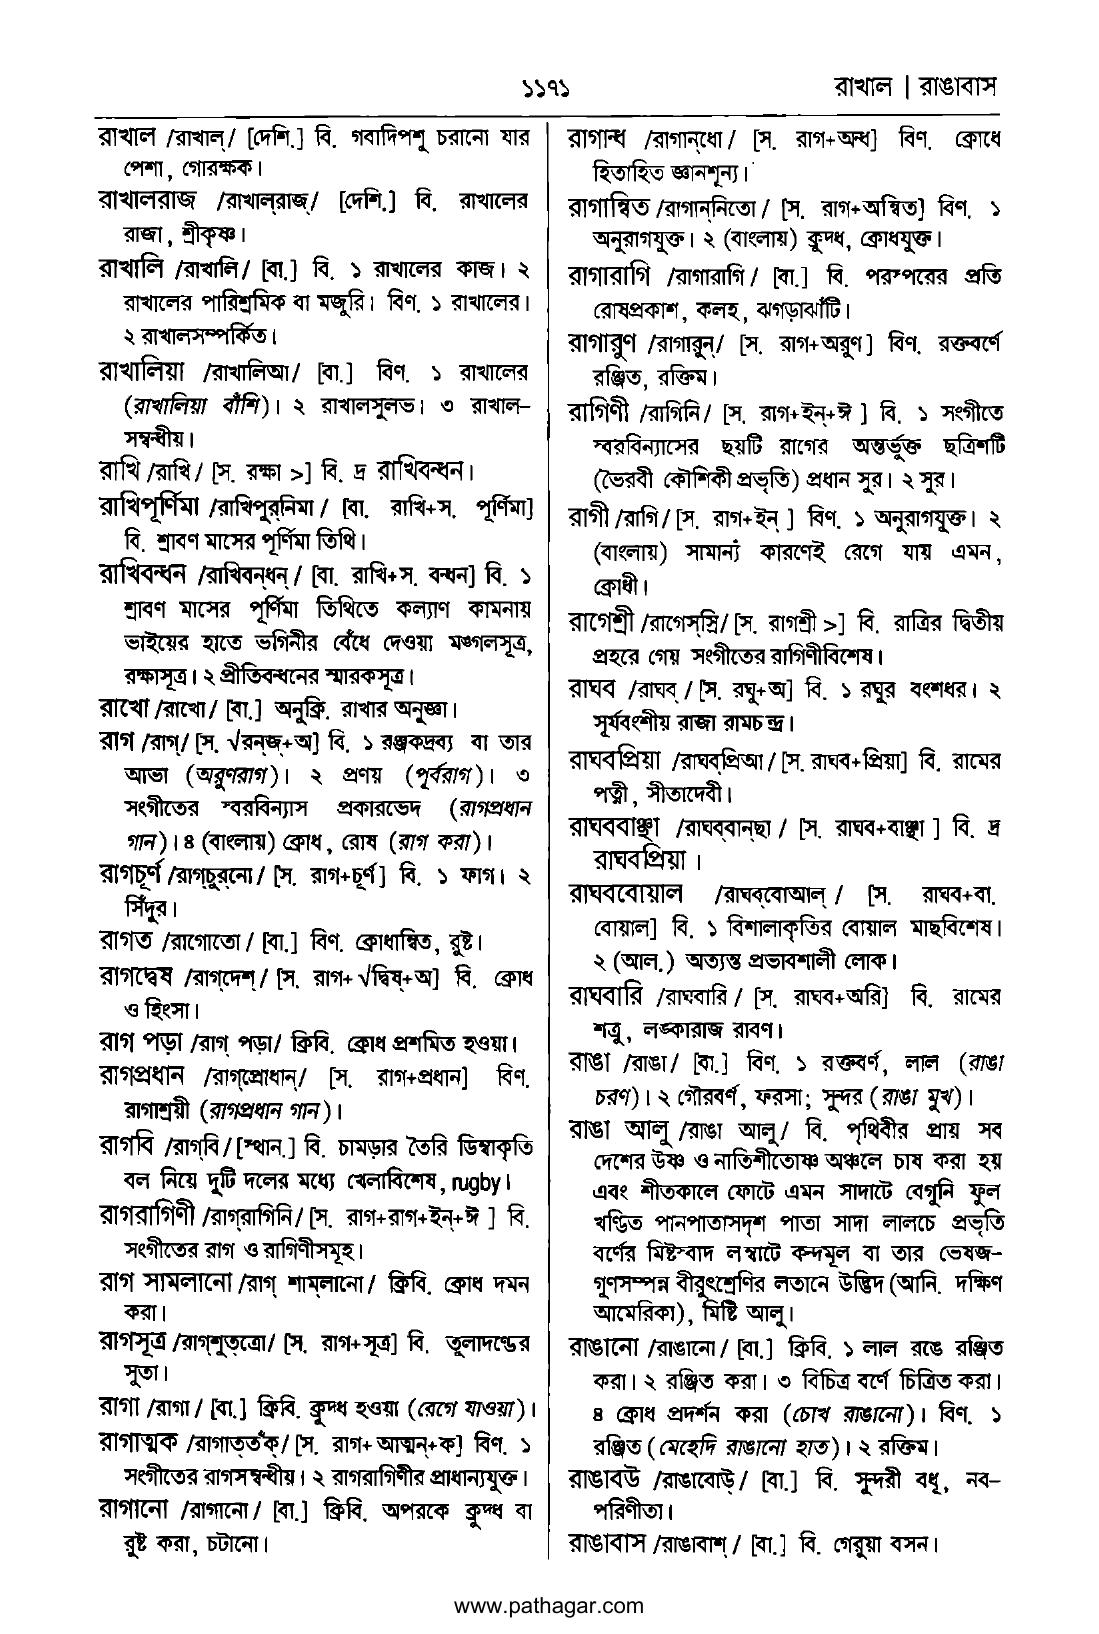 ১১৭১
রাখাল | রাঙাবাস
রাখাল /রাখাল্/ [দেশি.] বি. গবাদিপশু চরানো যার
পেশা, গোরক্ষক।
রাখালরাজ /রাখাল্‌রাজ্/ [দেশি.] বি. রাখালের
রাজা, শ্রীকৃষ্ণ।
রাখালি /রাখালি/ [বা.] বি. ১ রাখালের কাজ। ২
রাখালের পারিশ্রমিক বা মজুরি। বিণ. ১ রাখালের।
২ রাখালসম্পর্কিত।
রাখালিয়া /রাখালিআ/ [বা.] বিণ. ১ রাখালের
(রাখালিয়া বাঁশি)। ২ রাখালসুলভ। ৩ রাখাল-
সম্বন্ধীয়।
রাখি /রাখি/ [স. রক্ষা >] বি. দ্র রাখিবন্ধন।
রাখিপূর্ণিমা /রাখিপুর্‌নিমা/ [বা. রাখি+স. পূর্ণিমা]
বি. শ্রাবণ মাসের পূর্ণিমা তিথি।
রাখিবন্ধন /রাখিবন্‌ধন্/ [বা. রাখি+স. বন্ধন] বি. ১
শ্রাবণ মাসের পূর্ণিমা তিথিতে কল্যাণ কামনায়
ভাইয়ের হাতে ভগিনীর বেঁধে দেওয়া মঙ্গলসূত্র,
রক্ষাসূত্র। ২ প্রীতিবন্ধনের স্মারকসূত্র।
রাখো /রাখো/ [বা.] অনুক্রি. রাখার অনুজ্ঞা।
রাগ /রাগ্/ [স. √রন্‌জ্+অ] বি. ১ রঞ্জকদ্রব্য বা তার
আভা (অরুণরাগ)। ২ প্রণয় (পূর্বরাগ)। ৩
সংগীতের স্বরবিন্যাস প্রকারভেদ (রাগপ্রধান
গান)। ৪ (বাংলায়) ক্রোধ, রোষ (রাগ করা)।
রাগচূর্ণ /রাগ্‌চুর্‌নো/ [স. রাগ+চূর্ণ] বি. ১ ফাগ। ২
সিঁদুর।
রাগত /রাগোতো/ [বা.] বিণ. ক্রোধান্বিত, রুষ্ট।
রাগদ্বেষ /রাগ্‌দেশ্/ [স. রাগ+√দ্বিষ্+অ] বি. ক্রোধ
ও হিংসা।
রাগ পড়া /রাগ্ পড়া/ ক্রিবি. ক্রোধ প্রশমিত হওয়া।
রাগপ্রধান /রাগ্‌প্রোধান্/ [স. রাগ+প্রধান] বিণ.
রাগাশ্রয়ী (রাগপ্রধান গান)।
রাগবি /রাগ্‌বি/ [স্থান.] বি. চামড়ার তৈরি ডিম্বাকৃতি
বল নিয়ে দুটি দলের মধ্যে খেলাবিশেষ, rugby।
রাগরাগিণী /রাগ্‌রাগিনি/ [স. রাগ+রাগ+ইন্+ঈ ] বি.
সংগীতের রাগ ও রাগিণীসমূহ।
রাগ সামলানো /রাগ্ শাম্‌লানো/ ক্রিবি. ক্রোধ দমন
করা।
রাগসূত্র /রাগ্‌শুত্‌ত্রো/ [স. রাগ+সূত্র] বি. তুলাদণ্ডের
সুতা।
রাগা /রাগা/ [বা.] ক্রিবি. ক্রুদ্ধ হওয়া (রেগে যাওয়া)।
রাগাত্মক /রাগাত্‌তঁক্/ [স. রাগ+আত্মন্+ক] বিণ. ১
সংগীতের রাগসম্বন্ধীয়। ২ রাগরাগিণীর প্রাধান্যযুক্ত।
রাগানো /রাগানো/ [বা.] ক্রিবি. অপরকে ক্রুদ্ধ বা
রুষ্ট করা, চটানো।
রাগান্ধ /রাগান্‌ধো/ [স. রাগ+অন্ধ] বিণ. ক্রোধে
হিতাহিত জ্ঞানশূন্য।
রাগান্বিত /রাগান্‌নিতো/ [স. রাগ+অন্বিত] বিণ. ১
অনুরাগযুক্ত। ২ (বাংলায়) ক্রুদ্ধ, ক্রোধযুক্ত।
রাগারাগি /রাগারাগি/ [বা.] বি. পরস্পরের প্রতি
রোষপ্রকাশ, কলহ, ঝগড়াঝাঁটি।
রাগারুণ /রাগারুন্/ [স. রাগ+অরুণ] বিণ. রক্তবর্ণে
রঞ্জিত, রক্তিম।
রাগিণী /রাগিনি/ [স. রাগ+ইন্+ঈ ] বি. ১ সংগীতে
স্বরবিন্যাসের ছয়টি রাগের অন্তর্ভুক্ত ছত্রিশটি
(ভৈরবী কৌশিকী প্রভৃতি) প্রধান সুর। ২ সুর।
রাগী /রাগি/ [স. রাগ+ইন্ ] বিণ. ১ অনুরাগযুক্ত। ২
(বাংলায়) সামান্য কারণেই রেগে যায় এমন,
ক্রোধী।
রাগেশ্রী /রাগেস্‌স্রি/ [স. রাগশ্রী >] বি. রাত্রির দ্বিতীয়
প্রহরে গেয় সংগীতের রাগিণীবিশেষ।
রাঘব /রাঘব্/ [স. রঘু+অ] বি. ১ রঘুর বংশধর। ২
সূর্যবংশীয় রাজা রামচন্দ্র।
রাঘবপ্রিয়া /রাঘব্‌প্রিআ/ [স. রাঘব+প্রিয়া] বি. রামের
পত্নী, সীতাদেবী।
রাঘববাঞ্ছা /রাঘব্‌বান্‌ছা/ [স. রাঘব+বাঞ্ছা ] বি. দ্র
রাঘবপ্রিয়া ।
রাঘববোয়াল /রাঘব্‌বোআল্/ [স. রাঘব+বা.
বোয়াল] বি. ১ বিশালাকৃতির বোয়াল মাছবিশেষ।
২ (আল.) অত্যন্ত প্রভাবশালী লোক।
রাঘবারি /রাঘবারি/ [স. রাঘব+অরি] বি. রামের
শত্রু, লঙ্কারাজ রাবণ।
রাঙা /রাঙা/ [বা.] বিণ. ১ রক্তবর্ণ, লাল (রাঙা
চরণ)। ২ গৌরবর্ণ, ফরসা; সুন্দর (রাঙা মুখ)।
রাঙা আলু /রাঙা আলু/ বি. পৃথিবীর প্রায় সব
দেশের উষ্ণ ও নাতিশীতোষ্ণ অঞ্চলে চাষ করা হয়
এবং শীতকালে ফোটে এমন সাদাটে বেগুনি ফুল
খণ্ডিত পানপাতাসদৃশ পাতা সাদা লালচে প্রভৃতি
বর্ণের মিষ্টস্বাদ লম্বাটে কন্দমূল বা তার ভেষজ-
গুণসম্পন্ন বীরুৎশ্রেণির লতানে উদ্ভিদ (আনি. দক্ষিণ
আমেরিকা), মিষ্টি আলু।
রাঙানো /রাঙানো/ [বা.] ক্রিবি. ১ লাল রঙে রঞ্জিত
করা। ২ রঞ্জিত করা। ৩ বিচিত্র বর্ণে চিত্রিত করা।
৪ ক্রোধ প্রদর্শন করা (চোখ রাঙানো)। বিণ. ১
রঞ্জিত (মেহেদি রাঙানো হাত)। ২ রক্তিম।
রাঙাবউ /রাঙাবোউ্/ [বা.] বি. সুন্দরী বধূ, নব-
পরিণীতা।
রাঙাবাস /রাঙাবাশ্/ [বা.] বি. গেরুয়া বসন।
www.pathagar.com